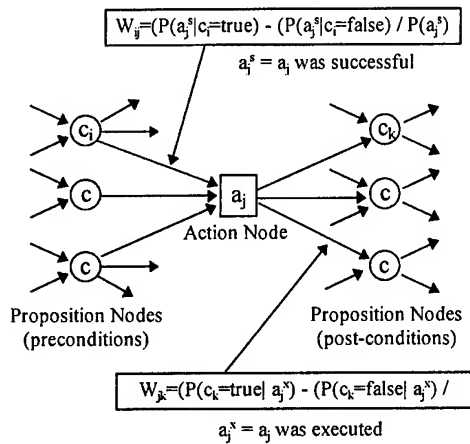 W_ij=(P(a_j^s|c_i=true) - (P(a_j^s|c_i=false) / P(a_j^s)
a_j^s = a_j was successful
c_i
c_k
c
a_j
c
Action Node
c
c
Proposition Nodes
(preconditions)
Proposition Nodes
(post-conditions)
W_jk=(P(c_k=true| a_j^x) - (P(c_k=false| a_j^x) /
a_j^x = a_j was executed